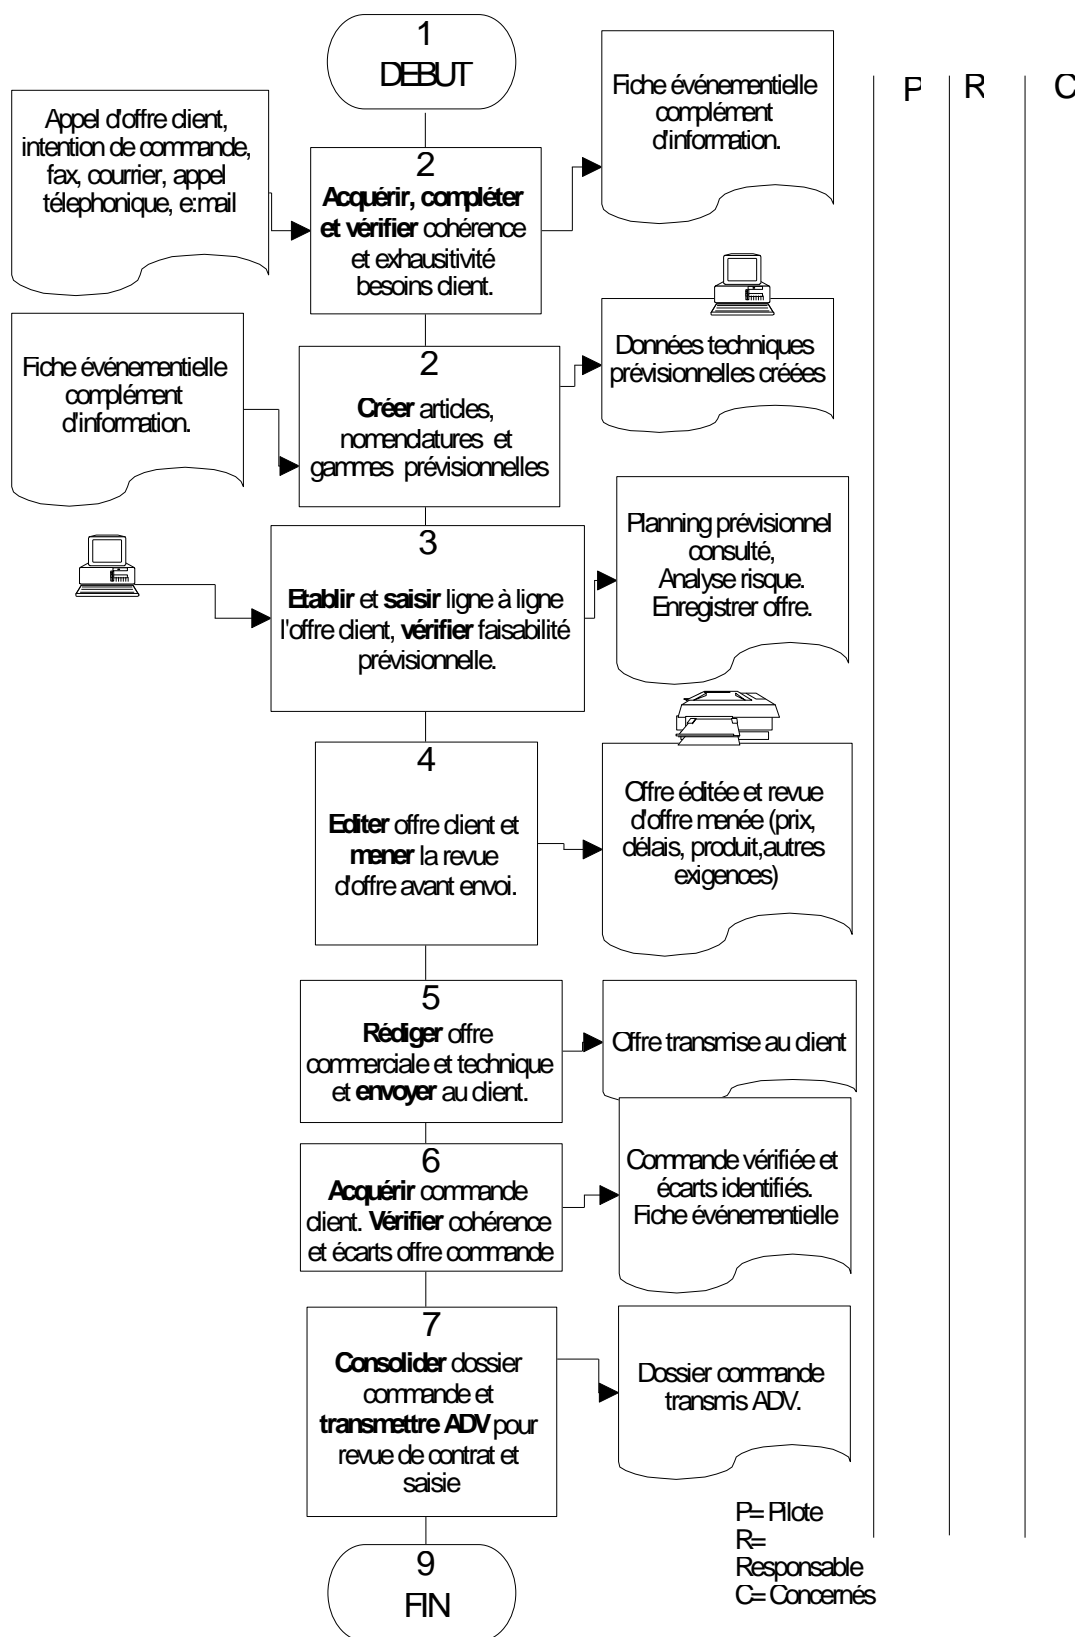 1
DEBUT
Fiche événementielle
complément
d'information.
P R C
Appel d'offre client,
intention de commande,
fax, courrier, appel
télephonique, e:mail
2
Acquérir, compléter
et vérifier cohérence
et exhausitivité
besoins client.
Fiche événementielle
complément
d'information.
2
Créer articles,
nomenclatures et
gammes prévisionnelles
Données techniques
prévisionnelles créées
3
Etablir et saisir ligne à ligne
l'offre client, vérifier faisabilité
prévisionnelle.
Planning prévisionnel
consulté,
Analyse risque.
Enregistrer offre.
4
Editer offre client et
mener la revue
d'offre avant envoi.
Offre éditée et revue
d'offre menée (prix,
délais, produit,autres
exigences)
5
Rédiger offre
commerciale et technique
et envoyer au client.
Offre transmise au client
6
Acquérir commande
client. Vérifier cohérence
et écarts offre commande
Commande vérifiée et
écarts identifiés.
Fiche événementielle
7
Consolider dossier
commande et
transmettre ADV pour
revue de contrat et
saisie
Dossier commande
transmis ADV.
P= Pilote
R=
Responsable
C= Concernés
9
FIN